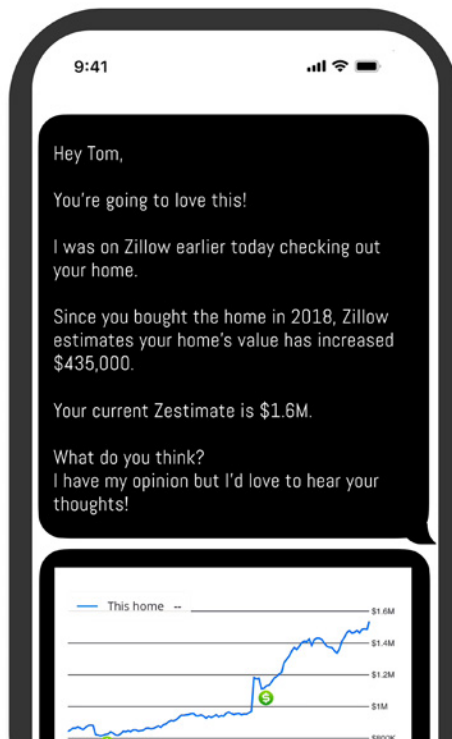 9:41
Hey Tom,
You're going to love this!
I was on Zillow earlier today checking out
your home.
Since you bought the home in 2018, Zillow
estimates your home's value has increased
$435,000.
Your current Zestimate is $1.6M.
What do you think?
I have my opinion but I'd love to hear your
thoughts!
This home --
$1.6M
$1.4M
$1.2M
$
$1M
$800K